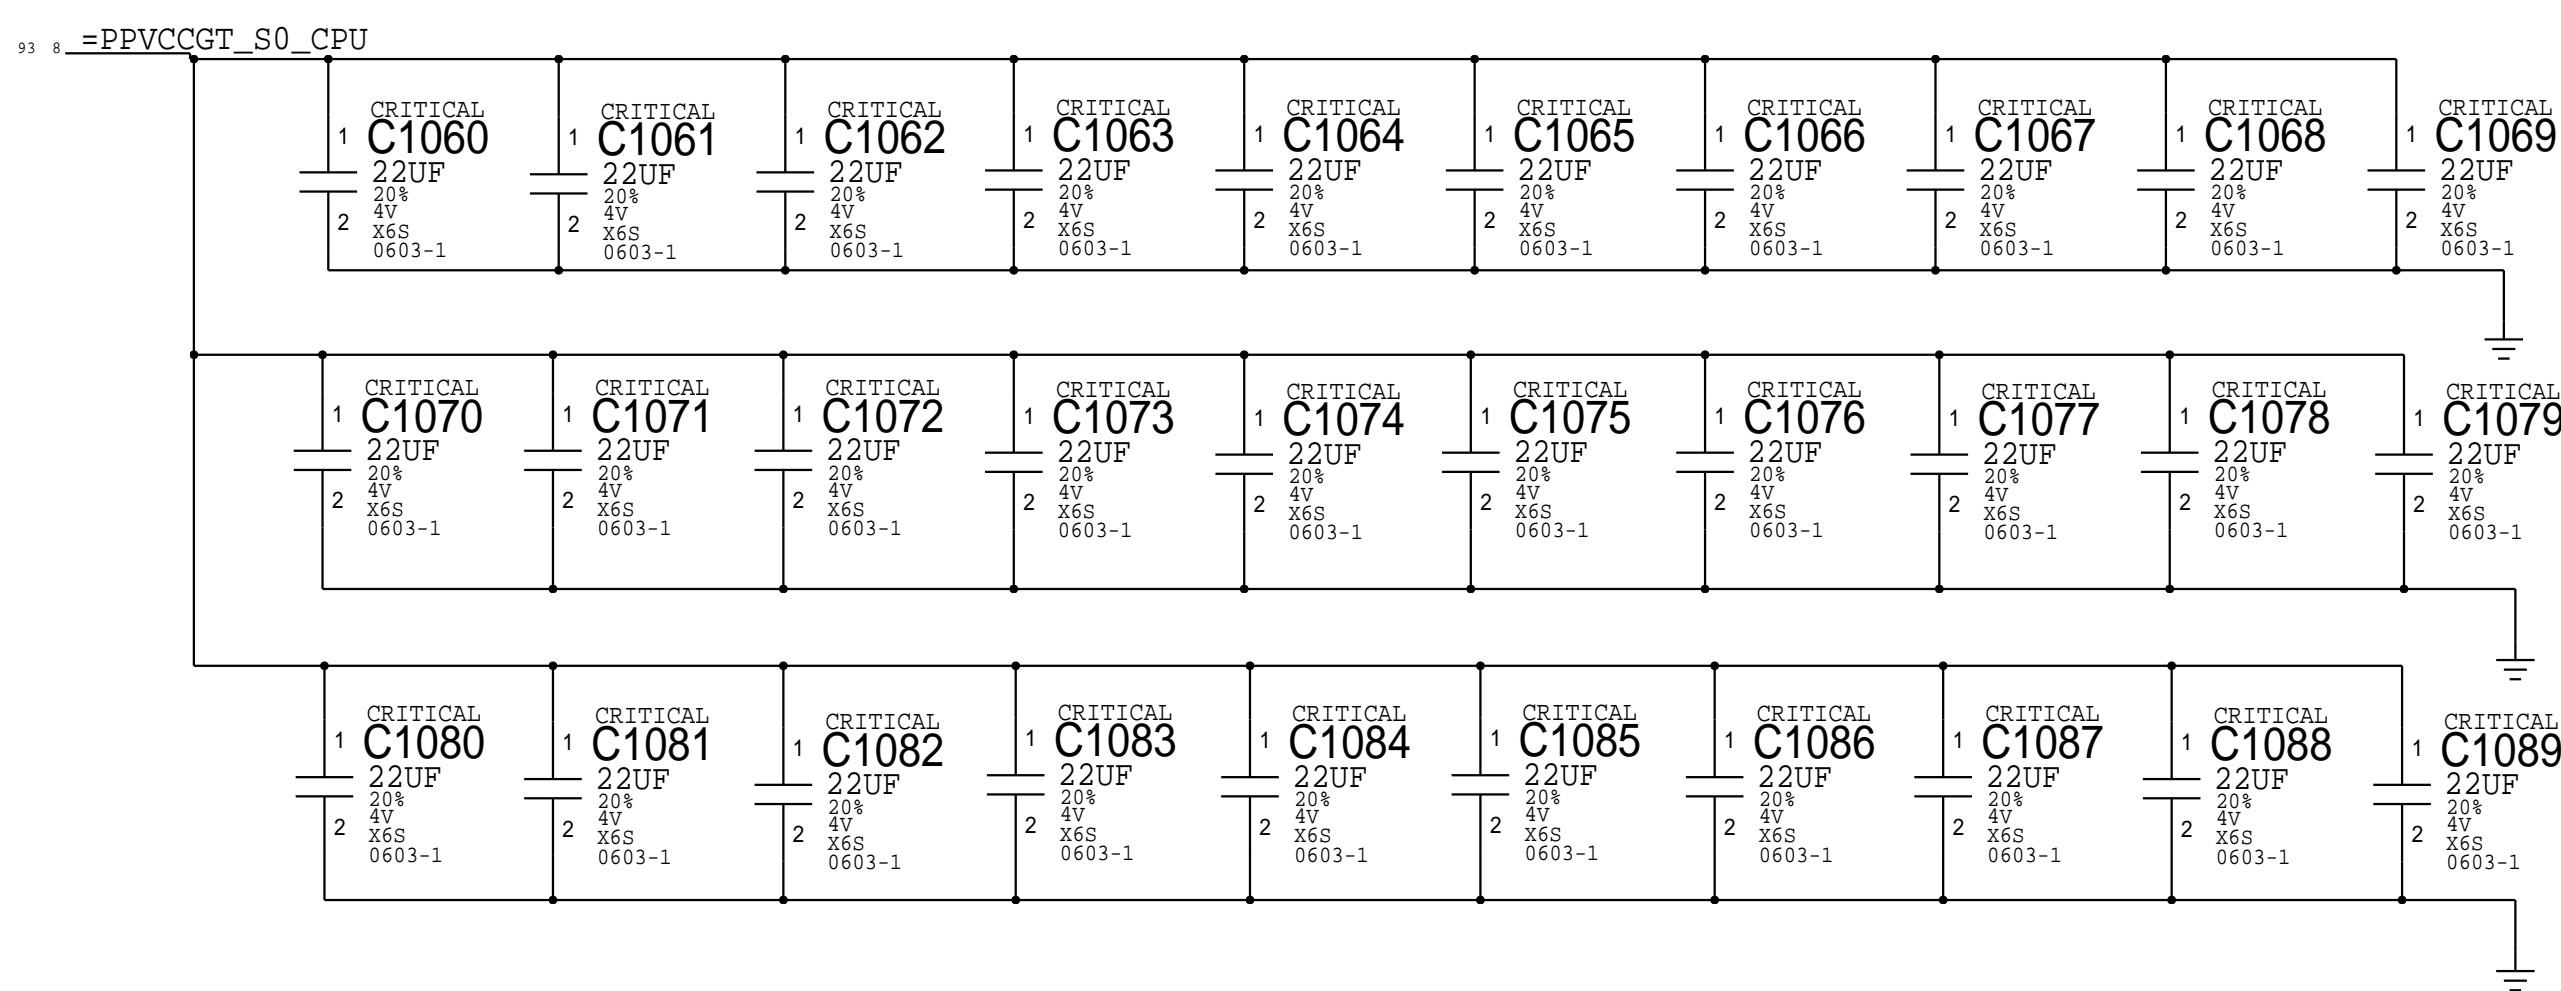 93 8 =PPVCCGT_S0_CPU
CRITICAL CRITICAL CRITICAL CRITICAL CRITICAL CRITICAL CRITICAL CRITICAL CRITICAL CRITICAL
1 C1060 1 C1061 1 C1062 1 C1063 1 C1064 1 C1065 1 C1066 1 C1067 1 C1068 1 C1069
22UF 22UF 22UF 22UF 22UF 22UF 22UF 22UF 22UF 22UF
20% 20% 20% 20% 20% 20% 20% 20% 20% 20%
4V 4V 4V 4V 4V 4V 4V 4V 4V 4V
2 X6S 2 X6S 2 X6S 2 X6S 2 X6S 2 X6S 2 X6S 2 X6S 2 X6S 2 X6S
0603-1 0603-1 0603-1 0603-1 0603-1 0603-1 0603-1 0603-1 0603-1 0603-1
CRITICAL CRITICAL CRITICAL CRITICAL CRITICAL CRITICAL CRITICAL CRITICAL CRITICAL CRITICAL
1 C1070 1 C1071 1 C1072 1 C1073 1 C1074 1 C1075 1 C1076 1 C1077 1 C1078 1 C1079
22UF 22UF 22UF 22UF 22UF 22UF 22UF 22UF 22UF 22UF
20% 20% 20% 20% 20% 20% 20% 20% 20% 20%
4V 4V 4V 4V 4V 4V 4V 4V 4V 4V
2 X6S 2 X6S 2 X6S 2 X6S 2 X6S 2 X6S 2 X6S 2 X6S 2 X6S 2 X6S
0603-1 0603-1 0603-1 0603-1 0603-1 0603-1 0603-1 0603-1 0603-1 0603-1
CRITICAL CRITICAL CRITICAL CRITICAL CRITICAL CRITICAL CRITICAL CRITICAL CRITICAL CRITICAL
1 C1080 1 C1081 1 C1082 1 C1083 1 C1084 1 C1085 1 C1086 1 C1087 1 C1088 1 C1089
22UF 22UF 22UF 22UF 22UF 22UF 22UF 22UF 22UF 22UF
20% 20% 20% 20% 20% 20% 20% 20% 20% 20%
4V 4V 4V 4V 4V 4V 4V 4V 4V 4V
2 X6S 2 X6S 2 X6S 2 X6S 2 X6S 2 X6S 2 X6S 2 X6S 2 X6S 2 X6S
0603-1 0603-1 0603-1 0603-1 0603-1 0603-1 0603-1 0603-1 0603-1 0603-1